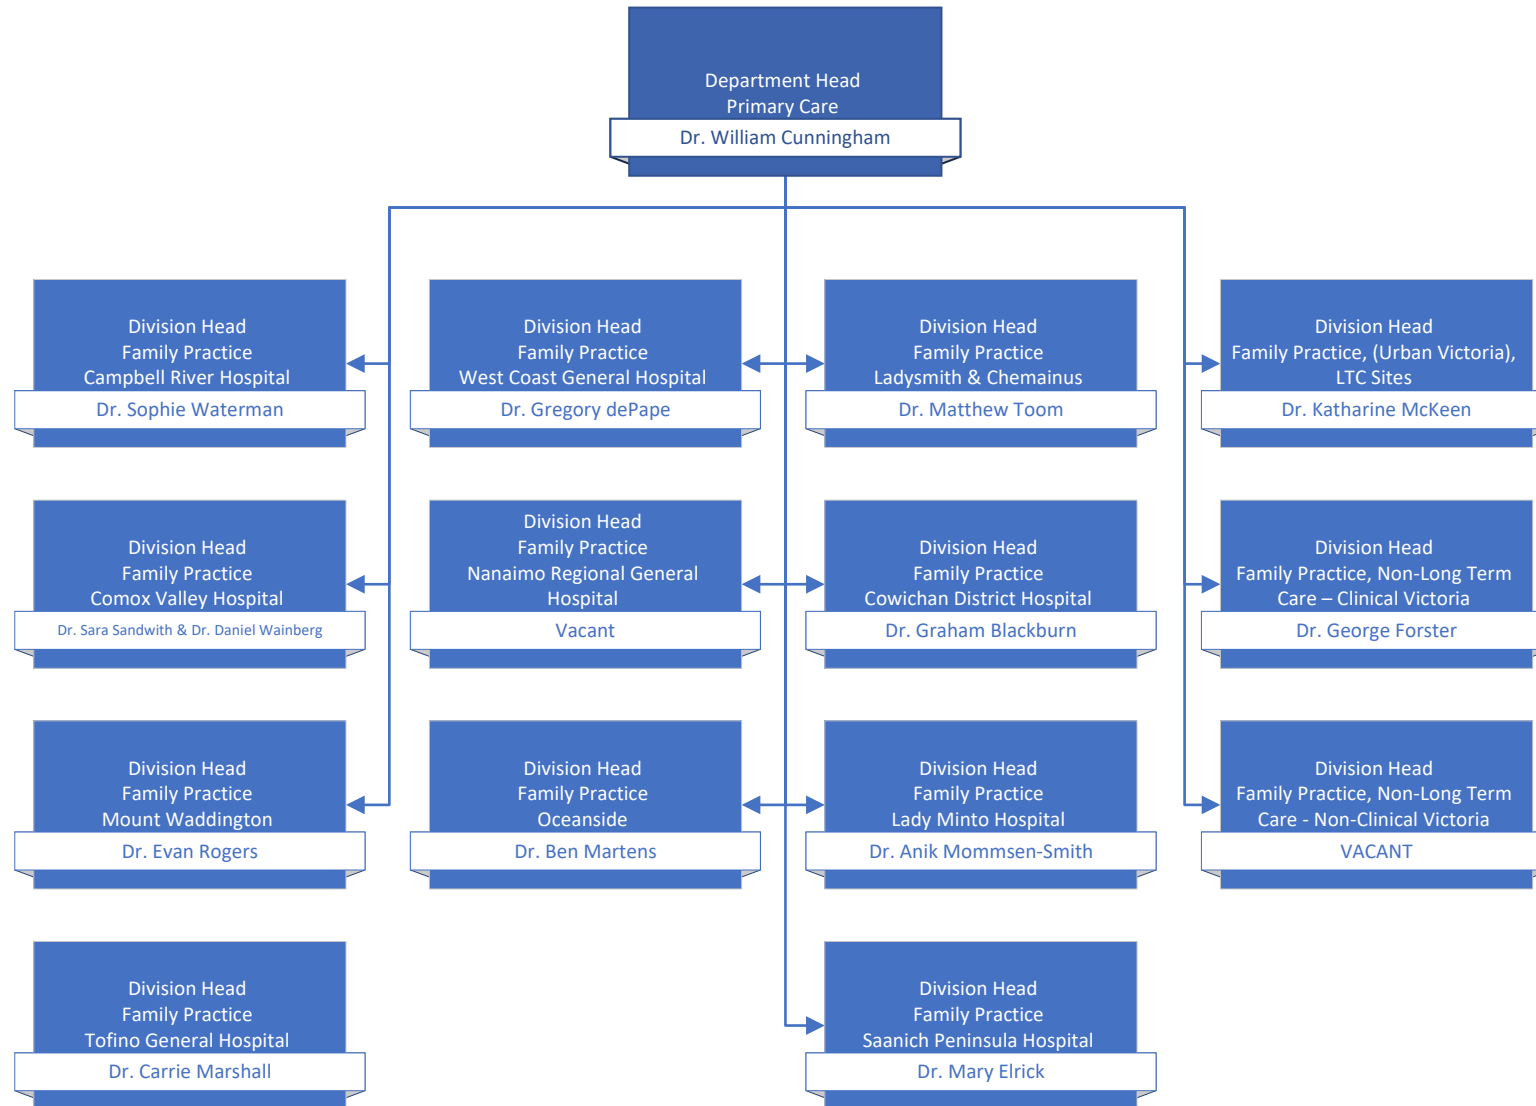 Department Head
Primary Care
Dr. William Cunningham
Division Head
Family Practice
Campbell River Hospital
Dr. Sophie Waterman
Division Head
Family Practice
West Coast General Hospital
Dr. Gregory dePape
Division Head
Family Practice
Ladysmith & Chemainus
Dr. Matthew Toom
Division Head
Family Practice, (Urban Victoria),
LTC Sites
Dr. Katharine McKeen
Division Head
Family Practice
Comox Valley Hospital
Dr. Sara Sandwith & Dr. Daniel Wainberg
Division Head
Family Practice
Nanaimo Regional General
Hospital
Vacant
Division Head
Family Practice
Cowichan District Hospital
Dr. Graham Blackburn
Division Head
Family Practice, Non-Long Term
Care – Clinical Victoria
Dr. George Forster
Division Head
Family Practice
Mount Waddington
Dr. Evan Rogers
Division Head
Family Practice
Oceanside
Dr. Ben Martens
Division Head
Family Practice
Lady Minto Hospital
Dr. Anik Mommsen-Smith
Division Head
Family Practice, Non-Long Term
Care - Non-Clinical Victoria
VACANT
Division Head
Family Practice
Tofino General Hospital
Dr. Carrie Marshall
Division Head
Family Practice
Saanich Peninsula Hospital
Dr. Mary Elrick